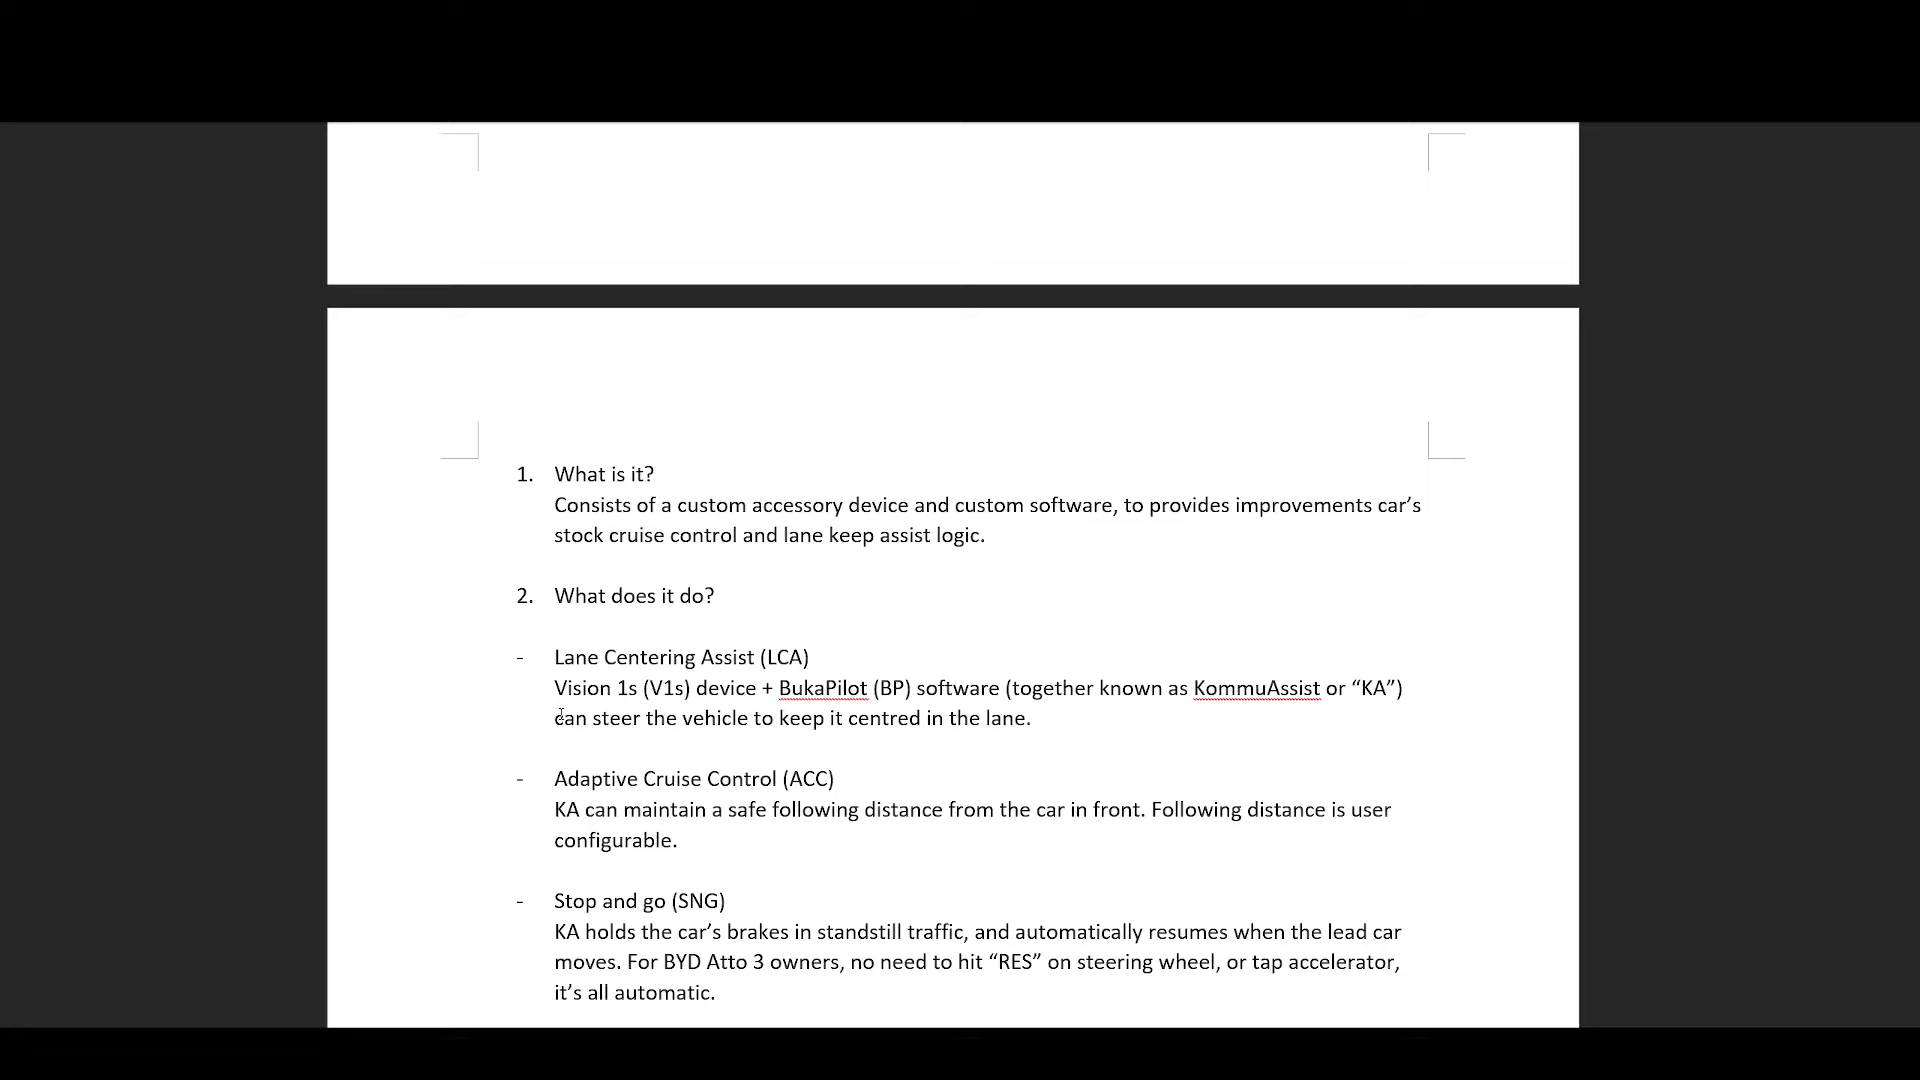 1. What is it?
Consists of a custom accessory device and custom software, to provides improvements car’s
stock cruise control and lane keep assist logic.
2. What does it do?
- Lane Centering Assist (LCA)
Vision 1s (V1s) device + BukaPilot (BP) software (together known as KommuAssist or “KA”)
can steer the vehicle to keep it centred in the lane.
- Adaptive Cruise Control (ACC)
KA can maintain a safe following distance from the car in front. Following distance is user
configurable.
- Stop and go (SNG)
KA holds the car’s brakes in standstill traffic, and automatically resumes when the lead car
moves. For BYD Atto 3 owners, no need to hit “RES” on steering wheel, or tap accelerator,
it’s all automatic.